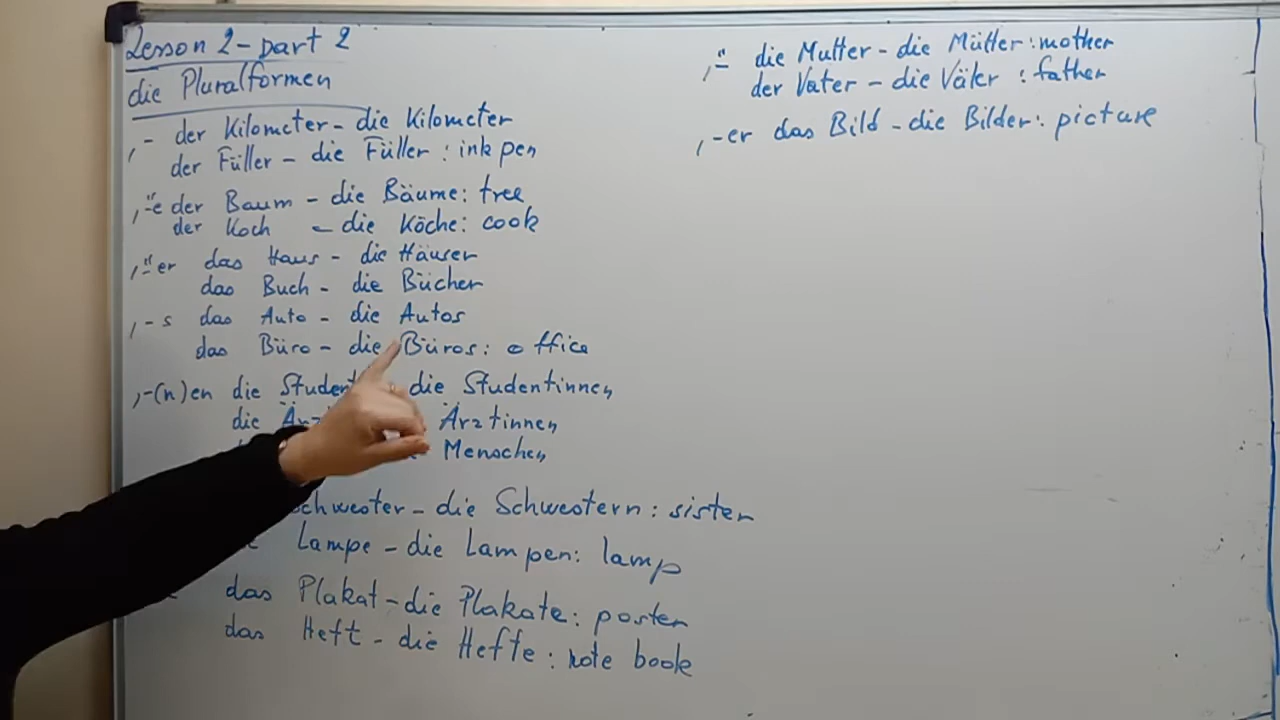 Lesson 2 - part 2
die Pluralformen
,- der Kilometer - die Kilometer
der Füller - die Füller : ink pen
,-̈e der Baum - die Bäume: tree
der Koch - die Köche: cook
,-̈er das Haus - die Häuser
das Buch - die Bücher
,-s das Auto - die Autos
das Büro - die Büros: office
,-(n)en die die Studentinnen
die Ärztinnen
Menschen
- die Schwestern: sister
Lampe - die Lampen: lamp
das Plakat - die Plakate: poster
das Heft - die Hefte: note book
,-̈ die Mutter - die Mütter: mother
der Vater - die Väter : father
,-er das Bild - die Bilder: picture